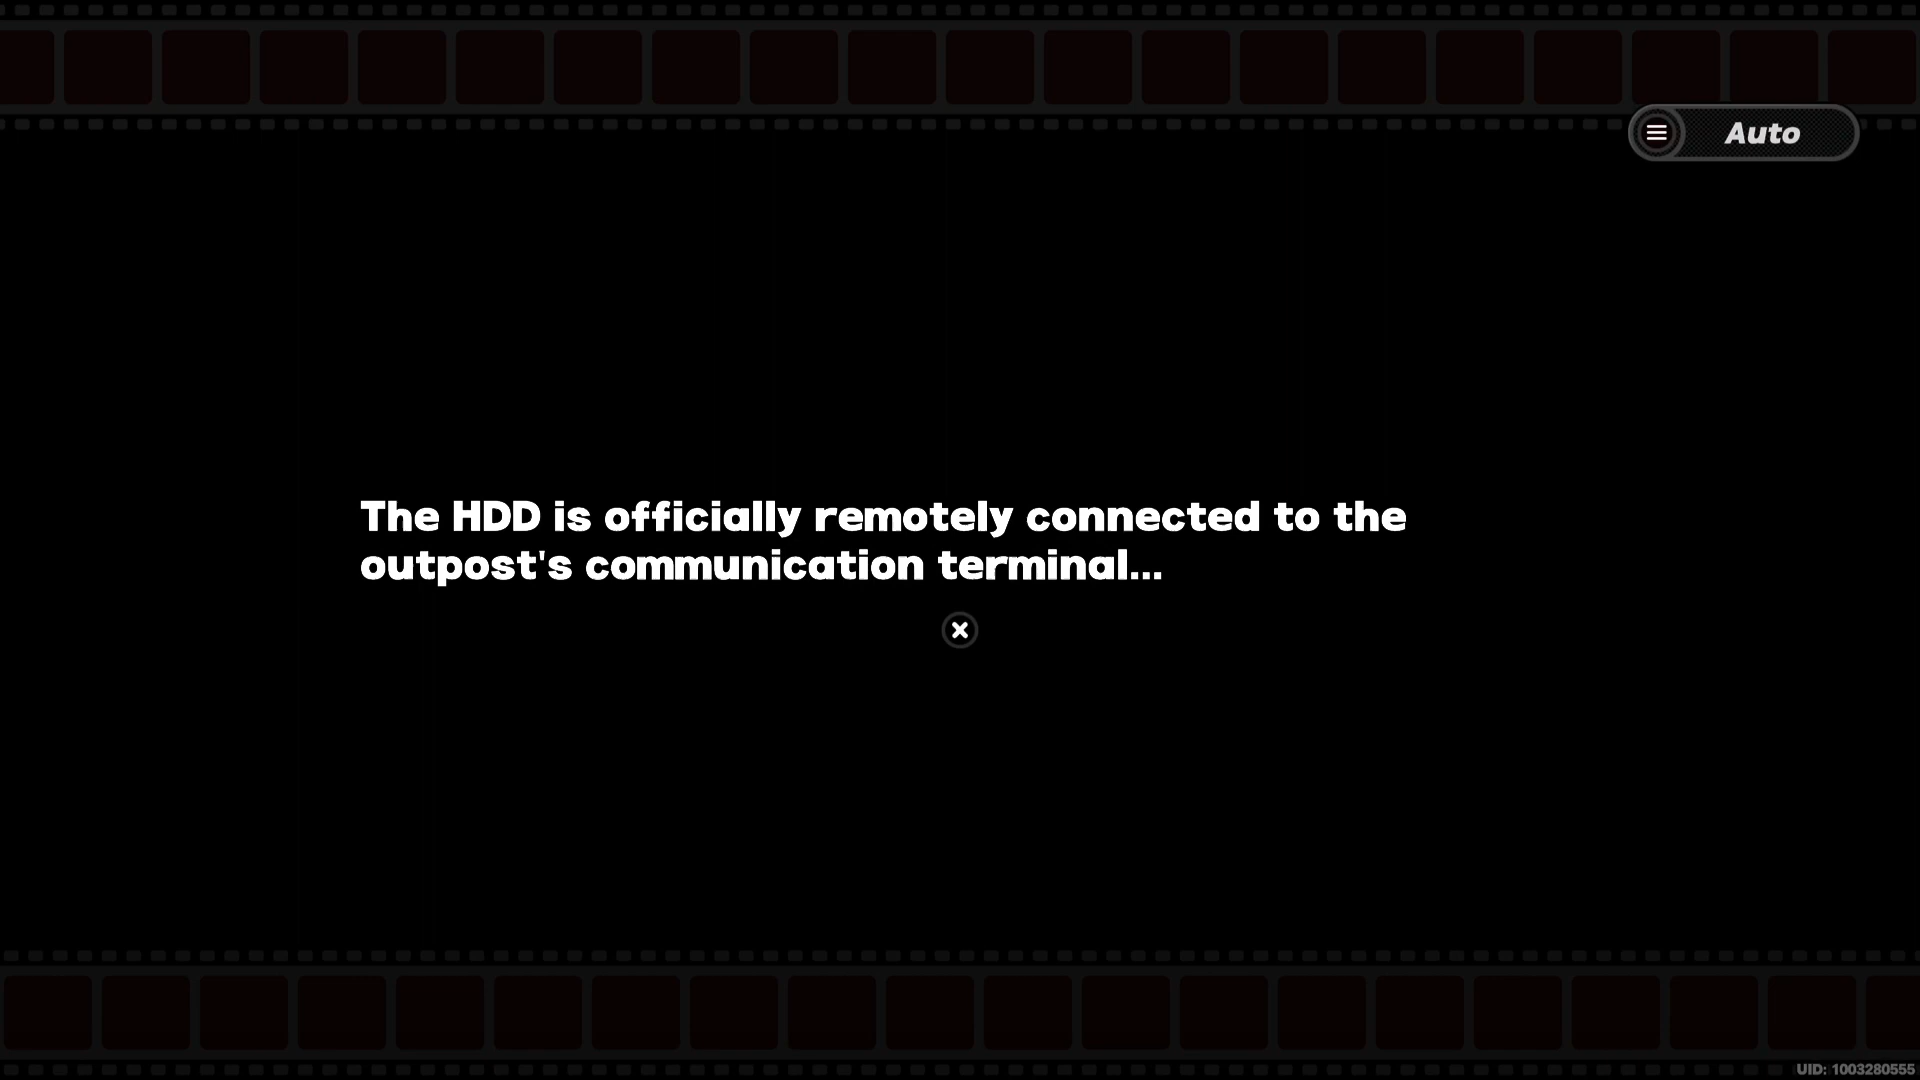 Auto
The HDD is officially remotely connected to the
outpost's communication terminal...
UID: 1003280555